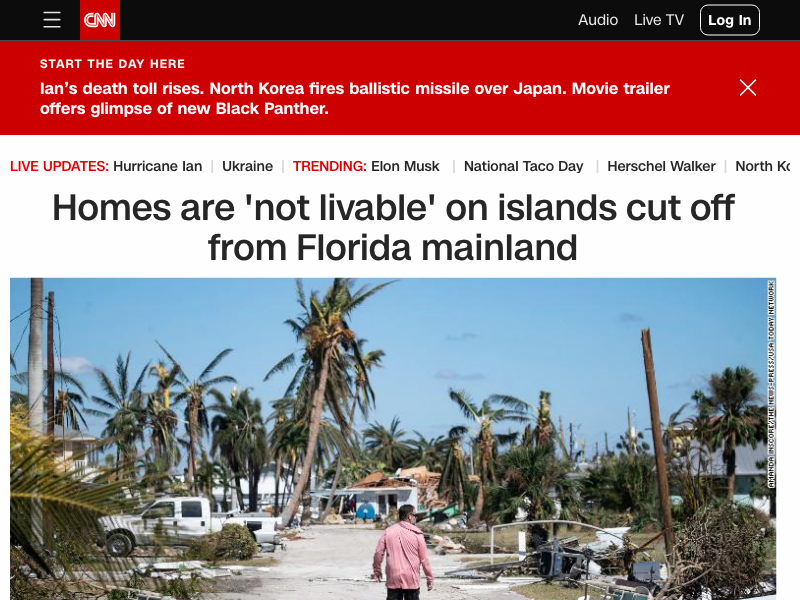 CNN
Audio
Live TV
Log In
START THE DAY HERE
Ian’s death toll rises. North Korea fires ballistic missile over Japan. Movie trailer
offers glimpse of new Black Panther.
LIVE UPDATES: Hurricane Ian | Ukraine | TRENDING: Elon Musk | National Taco Day | Herschel Walker | North Ko
Homes are 'not livable' on islands cut off
from Florida mainland
AMANDA INSCORE/THE NEWS-PRESS/USA TODAY NETWORK